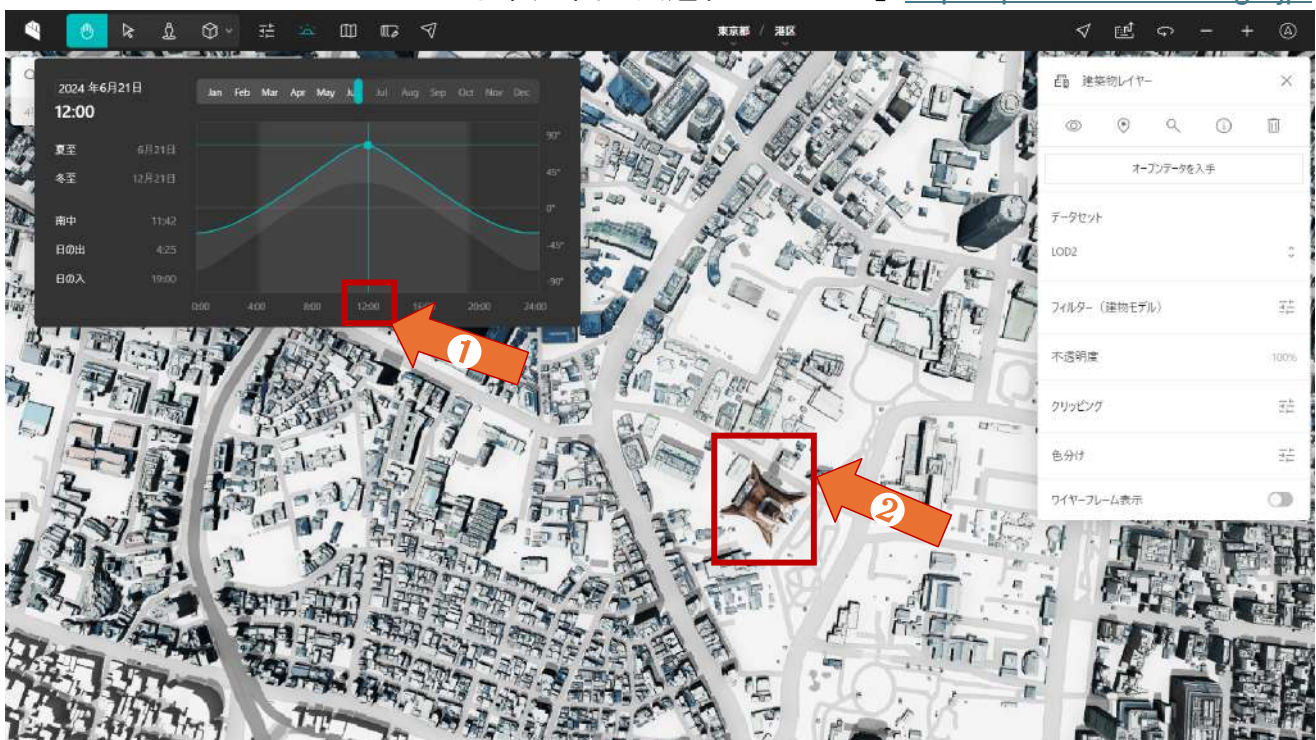 東京都 / 港区
2024 年6月21日
12:00
Jan Feb Mar Apr May Jul Aug Sep Oct Nov Dec
夏至 6月21日
冬至 12月21日
南中 11:42
日の出 4:25
日の入 19:00
90°
45°
0°
-45°
-90°
0:00 4:00 8:00 12:00 16:00 20:00 24:00
1
2
建築物レイヤー
オープンデータを入手
データセット
LOD2
フィルター（建物モデル）
不透明度 100%
クリッピング
色分け
ワイヤーフレーム表示